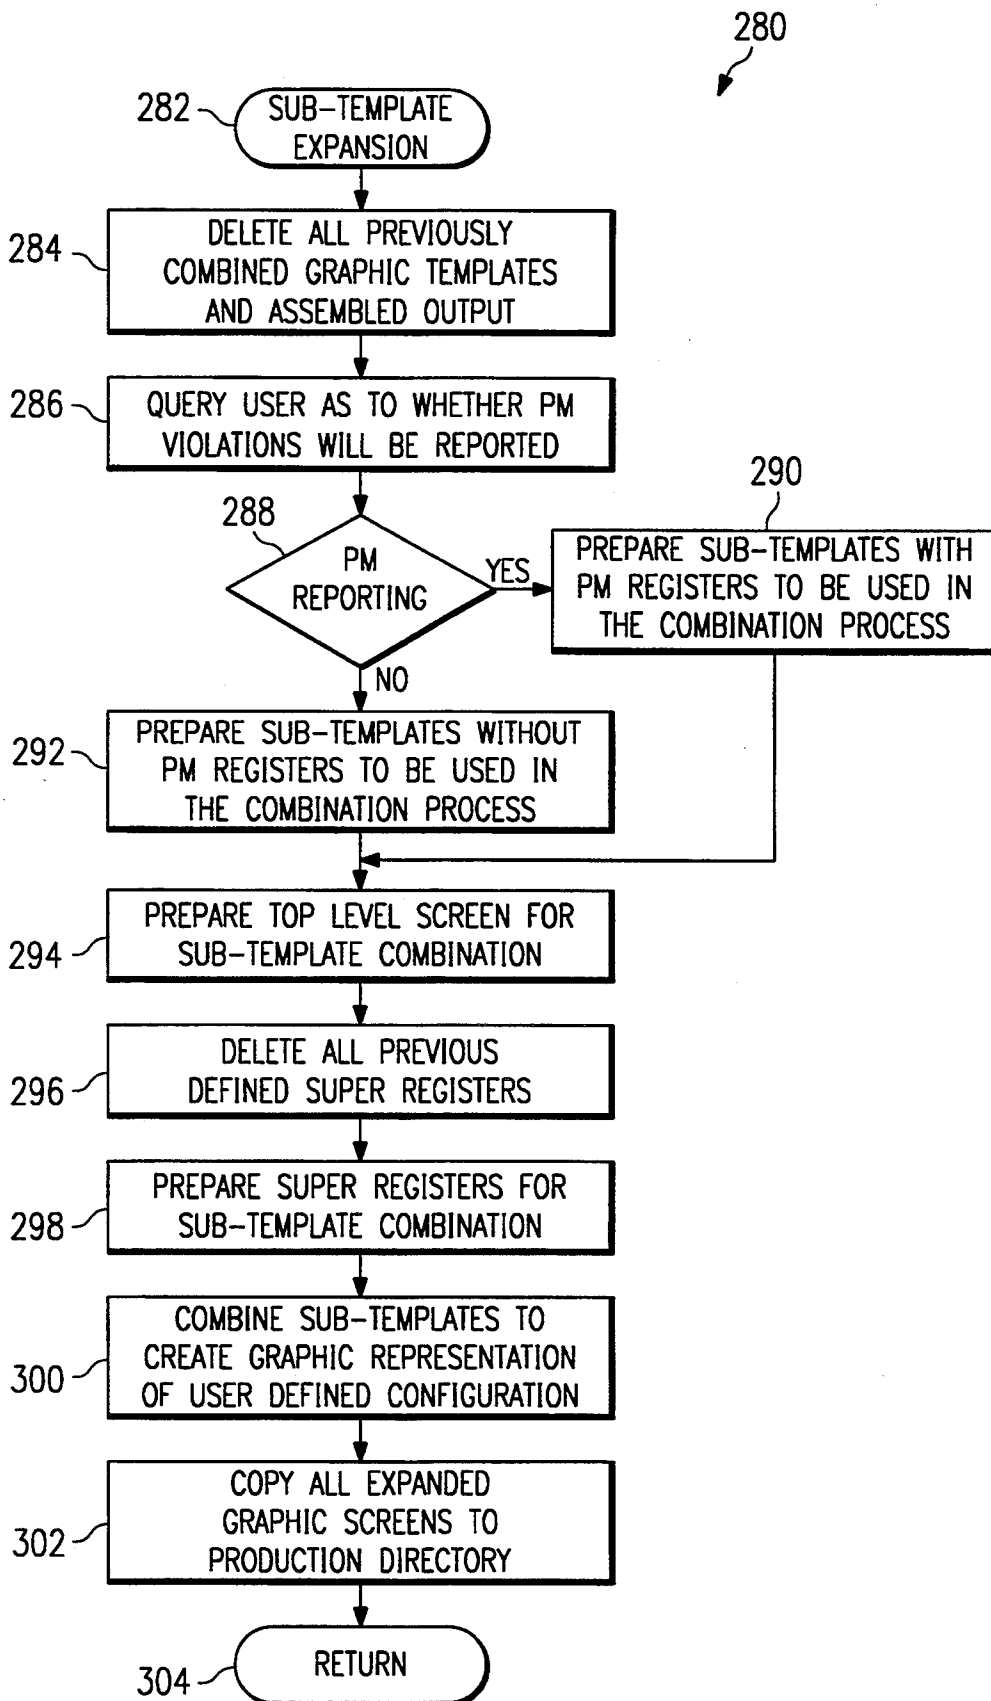 280
282
SUB-TEMPLATE
EXPANSION
284
DELETE ALL PREVIOUSLY
COMBINED GRAPHIC TEMPLATES
AND ASSEMBLED OUTPUT
286
QUERY USER AS TO WHETHER PM
VIOLATIONS WILL BE REPORTED
288
PM
REPORTING
YES
NO
290
PREPARE SUB-TEMPLATES WITH
PM REGISTERS TO BE USED IN
THE COMBINATION PROCESS
292
PREPARE SUB-TEMPLATES WITHOUT
PM REGISTERS TO BE USED IN
THE COMBINATION PROCESS
294
PREPARE TOP LEVEL SCREEN FOR
SUB-TEMPLATE COMBINATION
296
DELETE ALL PREVIOUS
DEFINED SUPER REGISTERS
298
PREPARE SUPER REGISTERS FOR
SUB-TEMPLATE COMBINATION
300
COMBINE SUB-TEMPLATES TO
CREATE GRAPHIC REPRESENTATION
OF USER DEFINED CONFIGURATION
302
COPY ALL EXPANDED
GRAPHIC SCREENS TO
PRODUCTION DIRECTORY
304
RETURN